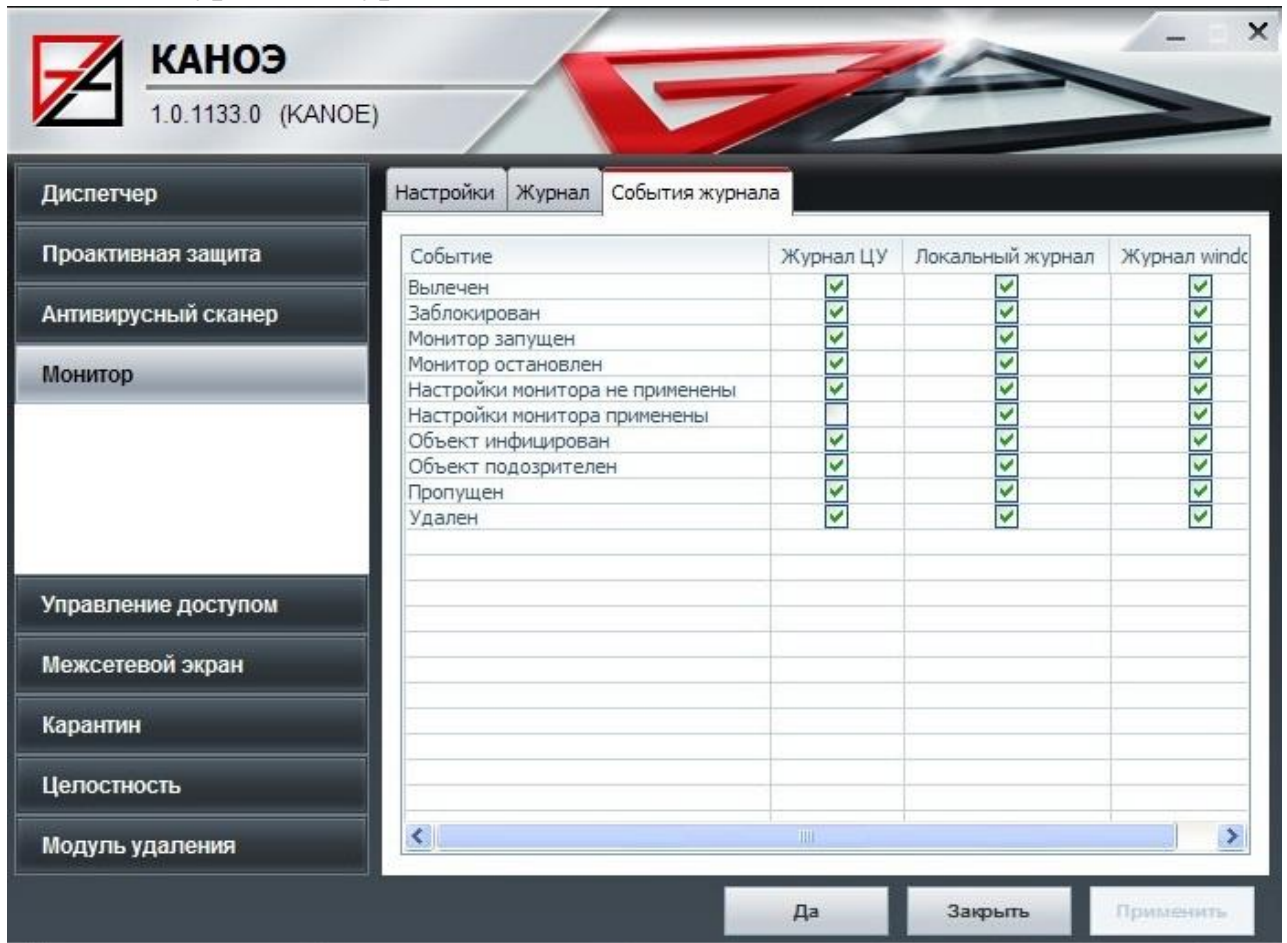 КАНОЭ
1.0.1133.0 (KANOE)
Диспетчер
Проактивная защита
Антивирусный сканер
Монитор
Управление доступом
Межсетевой экран
Карантин
Целостность
Модуль удаления
Настройки Журнал События журнала
Событие Журнал ЦУ Локальный журнал Журнал windo
Вылечен
Заблокирован
Монитор запущен
Монитор остановлен
Настройки монитора не применены
Настройки монитора применены
Объект инфицирован
Объект подозрителен
Пропущен
Удален
Да Закрыть Применить